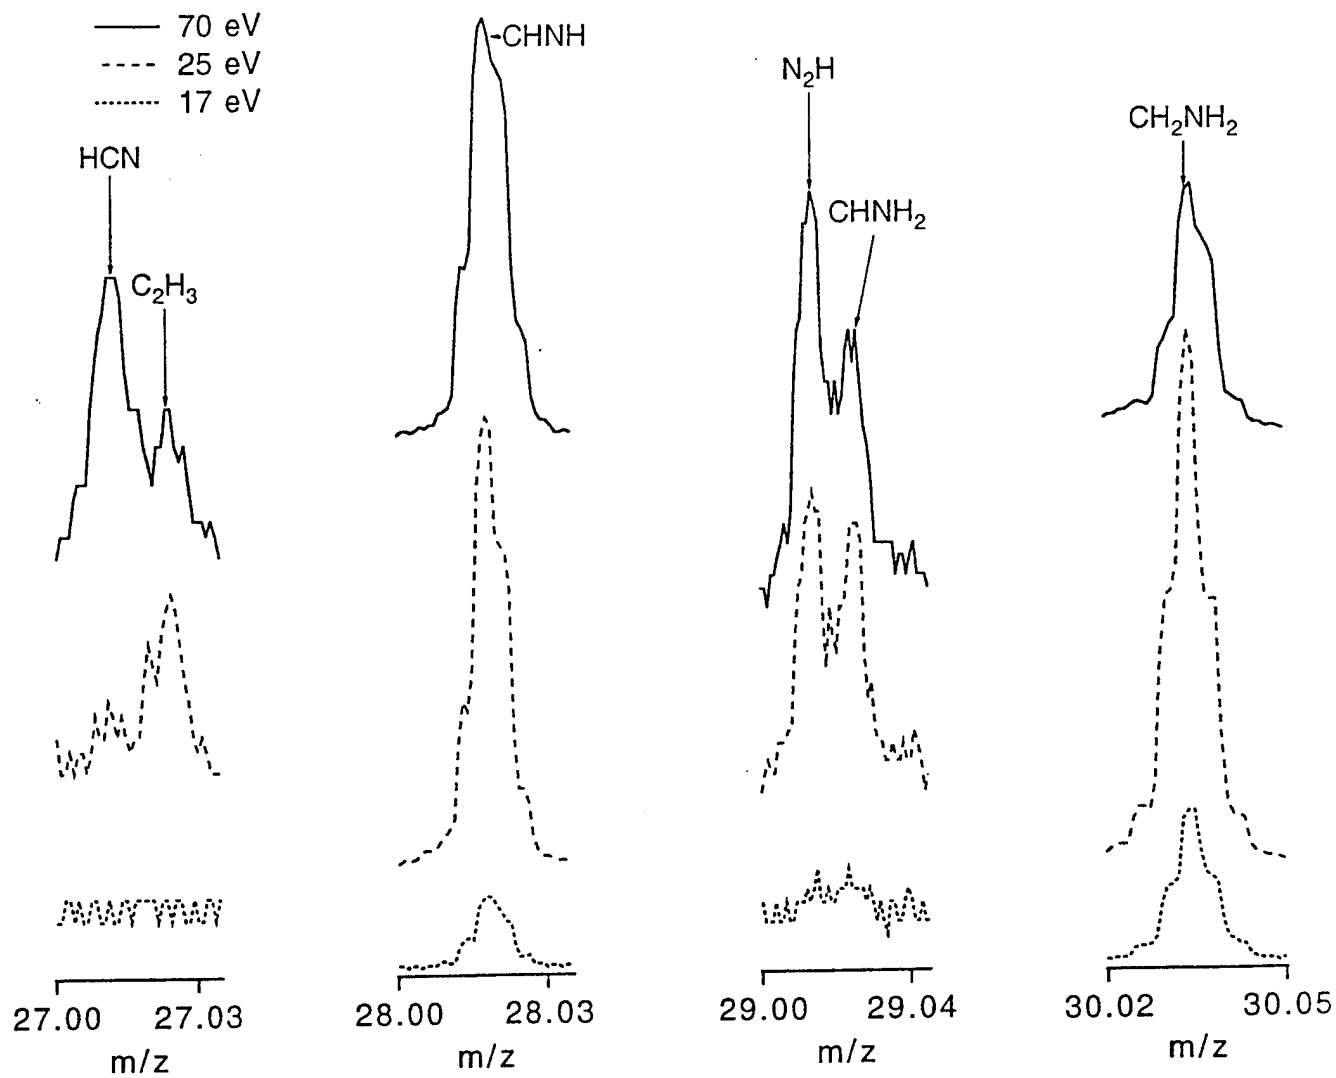 70 eV
25 eV
17 eV
CHNH
N₂H
CH₂NH₂
HCN
CHNH₂
C₂H₃
27.00 27.03
28.00 28.03
29.00 29.04
30.02 30.05
m/z
m/z
m/z
m/z